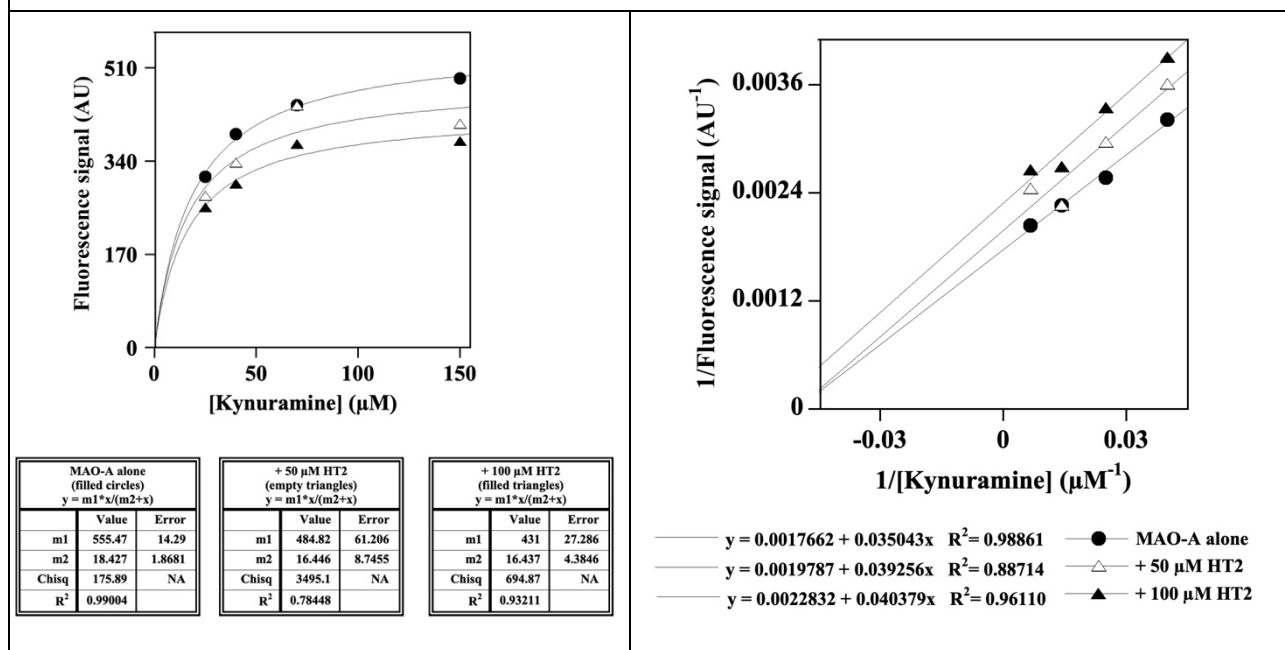 510
340
170
0
Fluorescence signal (AU)
0 50 100 150
[Kynuramine] (µM)
MAO-A alone
(filled circles)
y = m1*x/(m2+x)
Value Error
m1 555.47 14.29
m2 18.427 1.8681
Chisq 175.89 NA
R² 0.99004
+ 50 µM HT2
(empty triangles)
y = m1*x/(m2+x)
Value Error
m1 484.82 61.206
m2 16.446 8.7455
Chisq 3495.1 NA
R² 0.78448
+ 100 µM HT2
(filled triangles)
y = m1*x/(m2+x)
Value Error
m1 431 27.286
m2 16.437 4.3846
Chisq 694.87 NA
R² 0.93211
0.0036
0.0024
0.0012
0
1/Fluorescence signal (AU⁻¹)
-0.03 0 0.03
1/[Kynuramine] (µM⁻¹)
y = 0.0017662 + 0.035043x R²= 0.98861 MAO-A alone
y = 0.0019787 + 0.039256x R²= 0.88714 + 50 µM HT2
y = 0.0022832 + 0.040379x R²= 0.96110 + 100 µM HT2